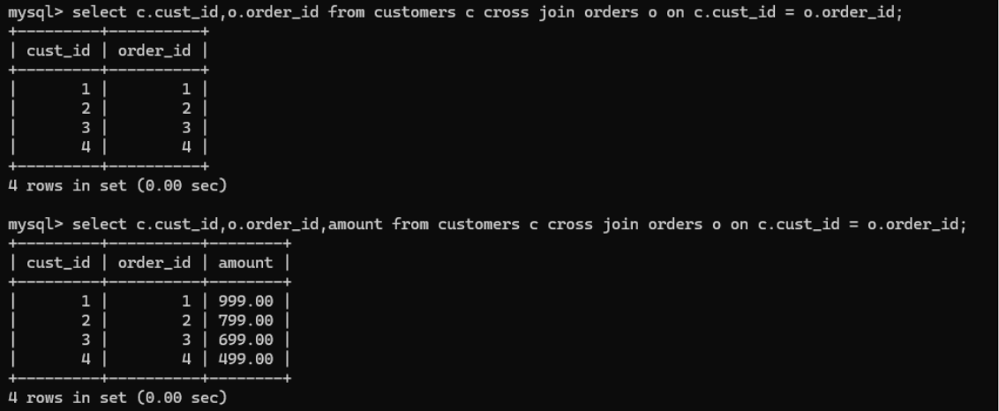 mysql> select c.cust_id,o.order_id from customers c cross join orders o on c.cust_id = o.order_id;
+---------+----------+
| cust_id | order_id |
+---------+----------+
|       1 |        1 |
|       2 |        2 |
|       3 |        3 |
|       4 |        4 |
+---------+----------+
4 rows in set (0.00 sec)
mysql> select c.cust_id,o.order_id,amount from customers c cross join orders o on c.cust_id = o.order_id;
+---------+----------+--------+
| cust_id | order_id | amount |
+---------+----------+--------+
|       1 |        1 | 999.00 |
|       2 |        2 | 799.00 |
|       3 |        3 | 699.00 |
|       4 |        4 | 499.00 |
+---------+----------+--------+
4 rows in set (0.00 sec)